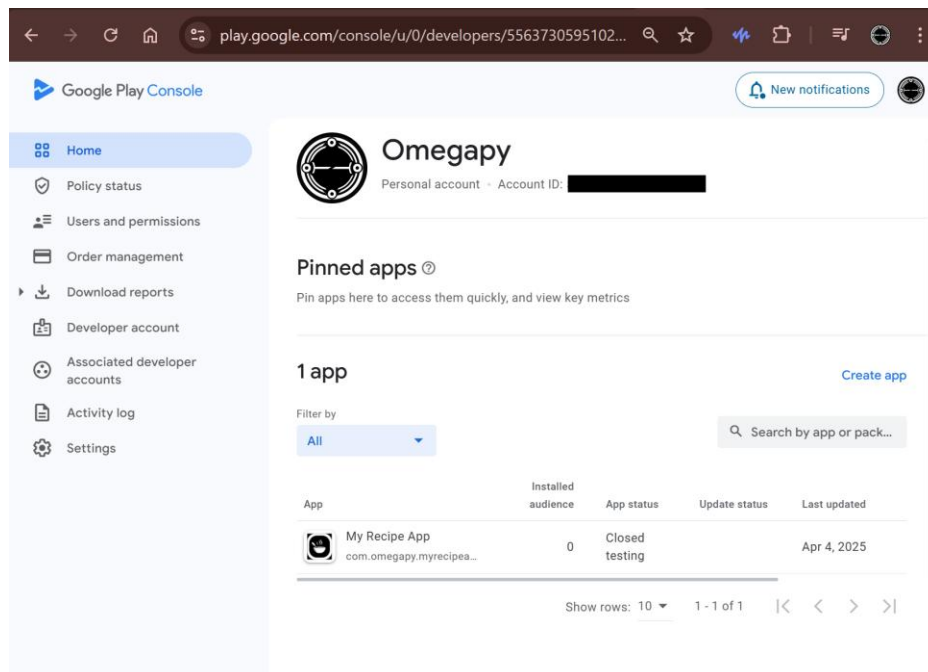 play.google.com/console/u/0/developers/5563730595102...
Google Play Console
New notifications
Home
Policy status
Users and permissions
Order management
Download reports
Developer account
Associated developer
accounts
Activity log
Settings
Omegapy
Personal account · Account ID:
Pinned apps
Pin apps here to access them quickly, and view key metrics
1 app
Create app
Filter by
All
Search by app or pack...
App
Installed
audience
App status
Update status
Last updated
My Recipe App
com.omegapy.myrecipea...
0
Closed
testing
Apr 4, 2025
Show rows: 10
1 - 1 of 1